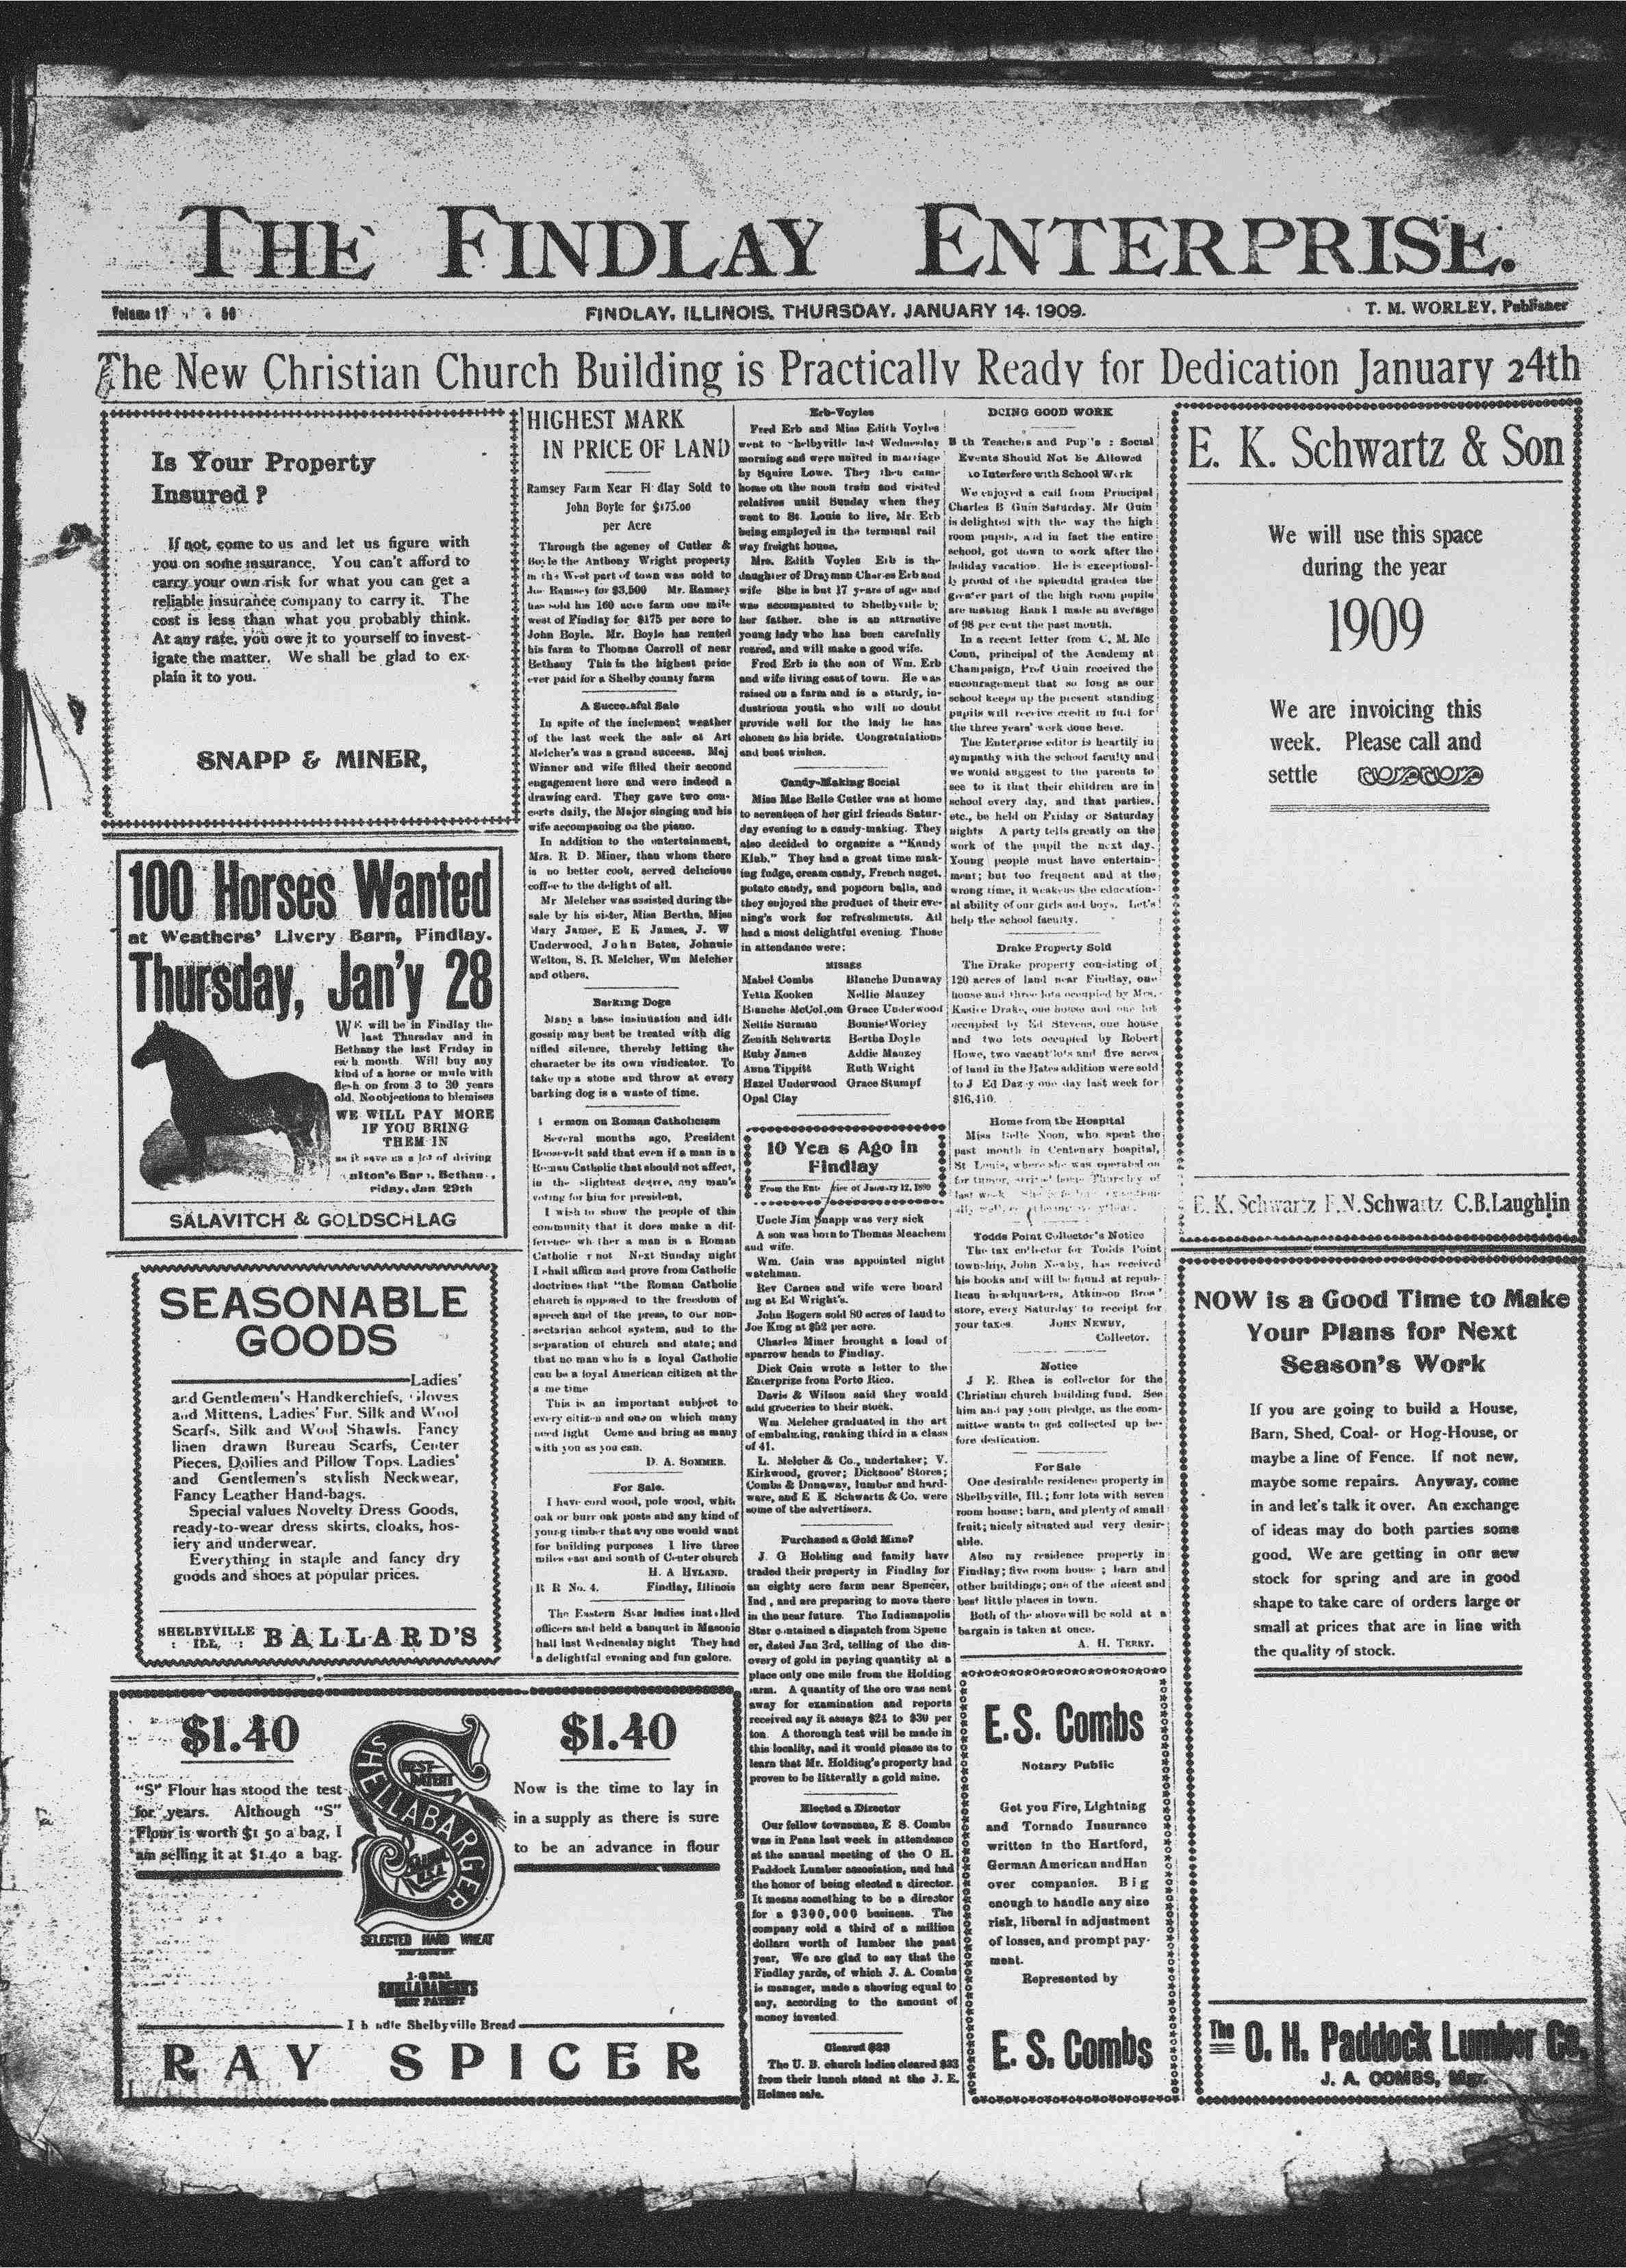 THE FINDLAY ENTERPRISE.
Volume 17 50
FINDLAY, ILLINOIS, THURSDAY, JANUARY 14, 1909.
T. M. WORLEY, Publisher
The New Christian Church Building is Practically Ready for Dedication January 24th
Is Your Property
Insured ?
If not, come to us and let us figure with
you on some insurance. You can't afford to
carry your own risk for what you can get a
reliable insurance company to carry it. The
cost is less than what you probably think.
At any rate, you owe it to yourself to invest-
igate the matter. We shall be glad to ex-
plain it to you.
SNAPP & MINER,
100 Horses Wanted
at Weathers' Livery Barn, Findlay.
Thursday, Jan'y 28
WE will be in Findlay the
last Thursday and in
Bethany the last Friday in
each month. Will buy any
kind of a horse or mule with
flesh on from 3 to 30 years
old. No objections to blemises
WE WILL PAY MORE
IF YOU BRING
THEM IN
as it saves us a lot of driving
alton's Barn, Bethan
riday, Jan 29th
SALAVITCH & GOLDSCHLAG
SEASONABLE
GOODS
Ladies'
and Gentlemen's Handkerchiefs, Gloves
and Mittens, Ladies' Fur, Silk and Wool
Scarfs, Silk and Wool Shawls. Fancy
linen drawn Bureau Scarfs, Center
Pieces, Doilies and Pillow Tops. Ladies'
and Gentlemen's stylish Neckwear,
Fancy Leather Hand-bags.
Special values Novelty Dress Goods,
ready-to-wear dress skirts, cloaks, hos-
iery and underwear.
Everything in staple and fancy dry
goods and shoes at popular prices.
SHELBYVILLE
: ILL. :
BALLARD'S
$1.40
"S" Flour has stood the test
for years. Although "S"
Flour is worth $1 50 a bag, I
am selling it at $1.40 a bag.
SHELLABARGER
BEST
PATENT
SELECTED HARD WHEAT
SHELLABARGER'S
BEST PATENT
$1.40
Now is the time to lay in
in a supply as there is sure
to be an advance in flour
I h ndle Shelbyville Bread
RAY SPICER
HIGHEST MARK
IN PRICE OF LAND
Ramsey Farm Near Fi dlay Sold to
John Boyle for $175.00
per Acre
Through the agency of Cutler &
Boyle the Anthony Wright property
in the West part of town was sold to
Joe Ramsey for $3,500 Mr. Ramsey
has sold his 160 acre farm one mile
west of Findlay for $175 per acre to
John Boyle. Mr. Boyle has rented
his farm to Thomas Carroll of near
Bethany This is the highest price
ever paid for a Shelby county farm
A Succe.sful Sale
In spite of the inclement weather
of the last week the sale at Art
Melcher's was a grand success. Maj
Winner and wife filled their second
engagement here and were indeed a
drawing card. They gave two con-
certs daily, the Major singing and his
wife accompaning on the piano.
In addition to the entertainment,
Mrs. R D. Miner, than whom there
is no better cook, served delicious
coffee to the delight of all.
Mr Melcher was assisted during the
sale by his sister, Miss Bertha, Miss
Mary James, E R James, J. W
Underwood, John Bates, Johnnie
Welton, S. B. Melcher, Wm Melcher
and others.
Barking Dogs
Many a base insinuation and idle
gossip may best be treated with dig
nified silence, thereby letting the
character be its own vindicator. To
take up a stone and throw at every
barking dog is a waste of time.
ermon on Roman Catholicism
Several months ago, President
Roosevelt said that even if a man is a
Roman Catholic that should not affect,
in the slightest degree, any man's
voting for him for president.
I wish to show the people of this
community that it does make a dif-
ference wh ther a man is a Roman
Catholic r not Next Sunday night
I shall affirm and prove from Catholic
doctrines that "the Roman Catholic
church is opposed to the freedom of
speech and of the press, to our non-
sectarian school system, and to the
separation of church and state; and
that no man who is a loyal Catholic
can be a loyal American citizen at the
a me time
This is an important subject to
every citizen and one on which many
need light Come and bring as many
with you as you can.
D. A. SOMMER.
For Sale.
I have cord wood, pole wood, white
oak or burr oak posts and any kind of
young timber that any one would want
for building purposes I live three
miles east and south of Center church
H. A HYLAND.
R R No. 4. Findlay, Illinois
The Eastern Star ladies installed
officers and held a banquet in Masonic
hall last Wednesday night They had
a delightful evening and fun galore.
Erb-Voyles
Fred Erb and Miss Edith Voyles
went to Shelbyville last Wednesday
morning and were united in marriage
by Squire Lowe. They then came
home on the noon train and visited
relatives until Sunday when they
went to St. Louis to live, Mr. Erb
being employed in the terminal rail
way freight house.
Mrs. Edith Voyles Erb is the
daughter of Drayman Charles Erb and
wife She is but 17 years of age and
was accompanied to Shelbyville by
her father. She is an attractive
young lady who has been carefully
reared, and will make a good wife.
Fred Erb is the son of Wm. Erb
and wife living east of town. He was
raised on a farm and is a sturdy, in-
dustrious youth who will no doubt
provide well for the lady he has
chosen as his bride. Congratulations
and best wishes.
Candy-Making Social
Miss Mae Belle Cutler was at home
to seventeen of her girl friends Satur-
day evening to a candy-making. They
also decided to organize a "Kandy
Klub." They had a great time mak-
ing fudge, cream candy, French nuget,
potato candy, and popcorn balls, and
they enjoyed the product of their eve-
ning's work for refreshments. All
had a most delightful evening. Those
in attendance were:
MISSES
Mabel Combs Blanche Dunaway
Yetta Kooken Nellie Mauzey
Blanche McCollom Grace Underwood
Nellie Surman Bonnie Worley
Zenith Schwartz Bertha Doyle
Ruby James Addie Mauzey
Anna Tippitt Ruth Wright
Hazel Underwood Grace Stumpf
Opal Clay
10 Yea s Ago in
Findlay
From the Ent rise of January 12, 1899
Uncle Jim Snapp was very sick
A son was born to Thomas Meachem
and wife.
Wm. Cain was appointed night
watchman.
Rev Carnes and wife were board
ing at Ed Wright's.
John Rogers sold 80 acres of land to
Joe King at $52 per acre.
Charles Miner brought a load of
sparrow heads to Findlay.
Dick Cain wrote a letter to the
Enterprize from Porto Rico.
Davis & Wilson said they would
add groceries to their stock.
Wm. Melcher graduated in the art
of embalming, ranking third in a class
of 41.
L. Melcher & Co., undertaker; V.
Kirkwood, grover; Dicksons' Stores;
Combs & Dunaway, lumber and hard-
ware, and E K Schwartz & Co. were
some of the advertisers.
Purchased a Gold Mine?
J. G Holding and family have
traded their property in Findlay for
an eighty acre farm near Spencer,
Ind , and are preparing to move there
in the near future. The Indianapolis
Star contained a dispatch from Spenc
er, dated Jan 3rd, telling of the dis-
overy of gold in paying quantity at a
place only one mile from the Holding
arm. A quantity of the ore was sent
away for examination and reports
received say it assays $24 to $30 per
ton. A thorough test will be made in
this locality, and it would please us to
learn that Mr. Holding's property had
proven to be litterally a gold mine.
Elected a Director
Our fellow townsman, E S. Combs
was in Pana last week in attendance
at the annual meeting of the O H.
Paddock Lumber association, and had
the honor of being elected a director.
It means something to be a director
for a $300,000 business. The
company sold a third of a million
dollars worth of lumber the past
year. We are glad to say that the
Findlay yards, of which J. A. Combs
is manager, made a showing equal to
any, according to the amount of
money invested
Cleared $33
The U. B. church ladies cleared $33
from their lunch stand at the J. E.
Holmes sale.
DOING GOOD WORK
B th Teachers and Pup 's : Social
Events Should Not be Allowed
to Interfere with School Work
We enjoyed a call from Principal
Charles B Guin Saturday. Mr Guin
is delighted with the way the high
room pupils, and in fact the entire
school, got down to work after the
holiday vacation. He is exceptional-
ly proud of the splendid grades the
greater part of the high room pupils
are making Rank 1 made an average
of 98 per cent the past month.
In a recent letter from C. M. Mc
Conn, principal of the Academy at
Champaign, Prof Guin received the
encouragement that so long as our
school keeps up the present standing
pupils will receive credit in full for
the three years' work done here.
The Enterprise editor is heartily in
sympathy with the school faculty and
we would suggest to the parents to
see to it that their children are in
school every day, and that parties,
etc., be held on Friday or Saturday
nights A party tells greatly on the
work of the pupil the next day.
Young people must have entertain-
ment; but too frequent and at the
wrong time, it weakens the education-
al ability of our girls and boys. Let's
help the school faculty.
Drake Property Sold
The Drake property consisting of
120 acres of land near Findlay, one
house and three lots occupied by Mrs.
Kasice Drake, one house and one lot
occupied by Ed Stevens, one house
and two lots occupied by Robert
Howe, two vacant lots and five acres
of land in the Bates addition were sold
to J Ed Daz-y one day last week for
$16,410.
Home from the Hospital
Miss Belle Noon, who spent the
past month in Centenary hospital,
St Louis, where she was operated on
for tumor, arrived home Thursday of
last week
Todds Point Collector's Notice
The tax collector for Todds Point
township, John Newby, has received
his books and will be found at repub-
lican headquarters, Atkinson Bros'
store, every Saturday to receipt for
your taxes. JOHN NEWBY,
Collector.
Notice
J E. Rhea is collector for the
Christian church building fund. See
him and pay your pledge, as the com-
mittee wants to get collected up be-
fore dedication.
For Sale
One desirable residence property in
Shelbyville, Ill.; four lots with seven
room house; barn, and plenty of small
fruit; nicely situated and very desir-
able.
Also my residence property in
Findlay; five room house ; barn and
other buildings; one of the nicest and
best little places in town.
Both of the above will be sold at a
bargain is taken at once.
A. H. TERRY.
E.S. Combs
Notary Public
Get you Fire, Lightning
and Tornado Insurance
written in the Hartford,
German American and Han
over companies. Big
enough to handle any size
risk, liberal in adjustment
of losses, and prompt pay-
ment.
Represented by
E. S. Combs
E. K. Schwartz & Son
We will use this space
during the year
1909
We are invoicing this
week. Please call and
settle
E. K. Schwartz F. N. Schwartz C.B. Laughlin
NOW is a Good Time to Make
Your Plans for Next
Season's Work
If you are going to build a House,
Barn, Shed, Coal- or Hog-House, or
maybe a line of Fence. If not new,
maybe some repairs. Anyway, come
in and let's talk it over. An exchange
of ideas may do both parties some
good. We are getting in onr new
stock for spring and are in good
shape to take care of orders large or
small at prices that are in line with
the quality of stock.
The O. H. Paddock Lumber Co.
J. A. COMBS, Mgr.